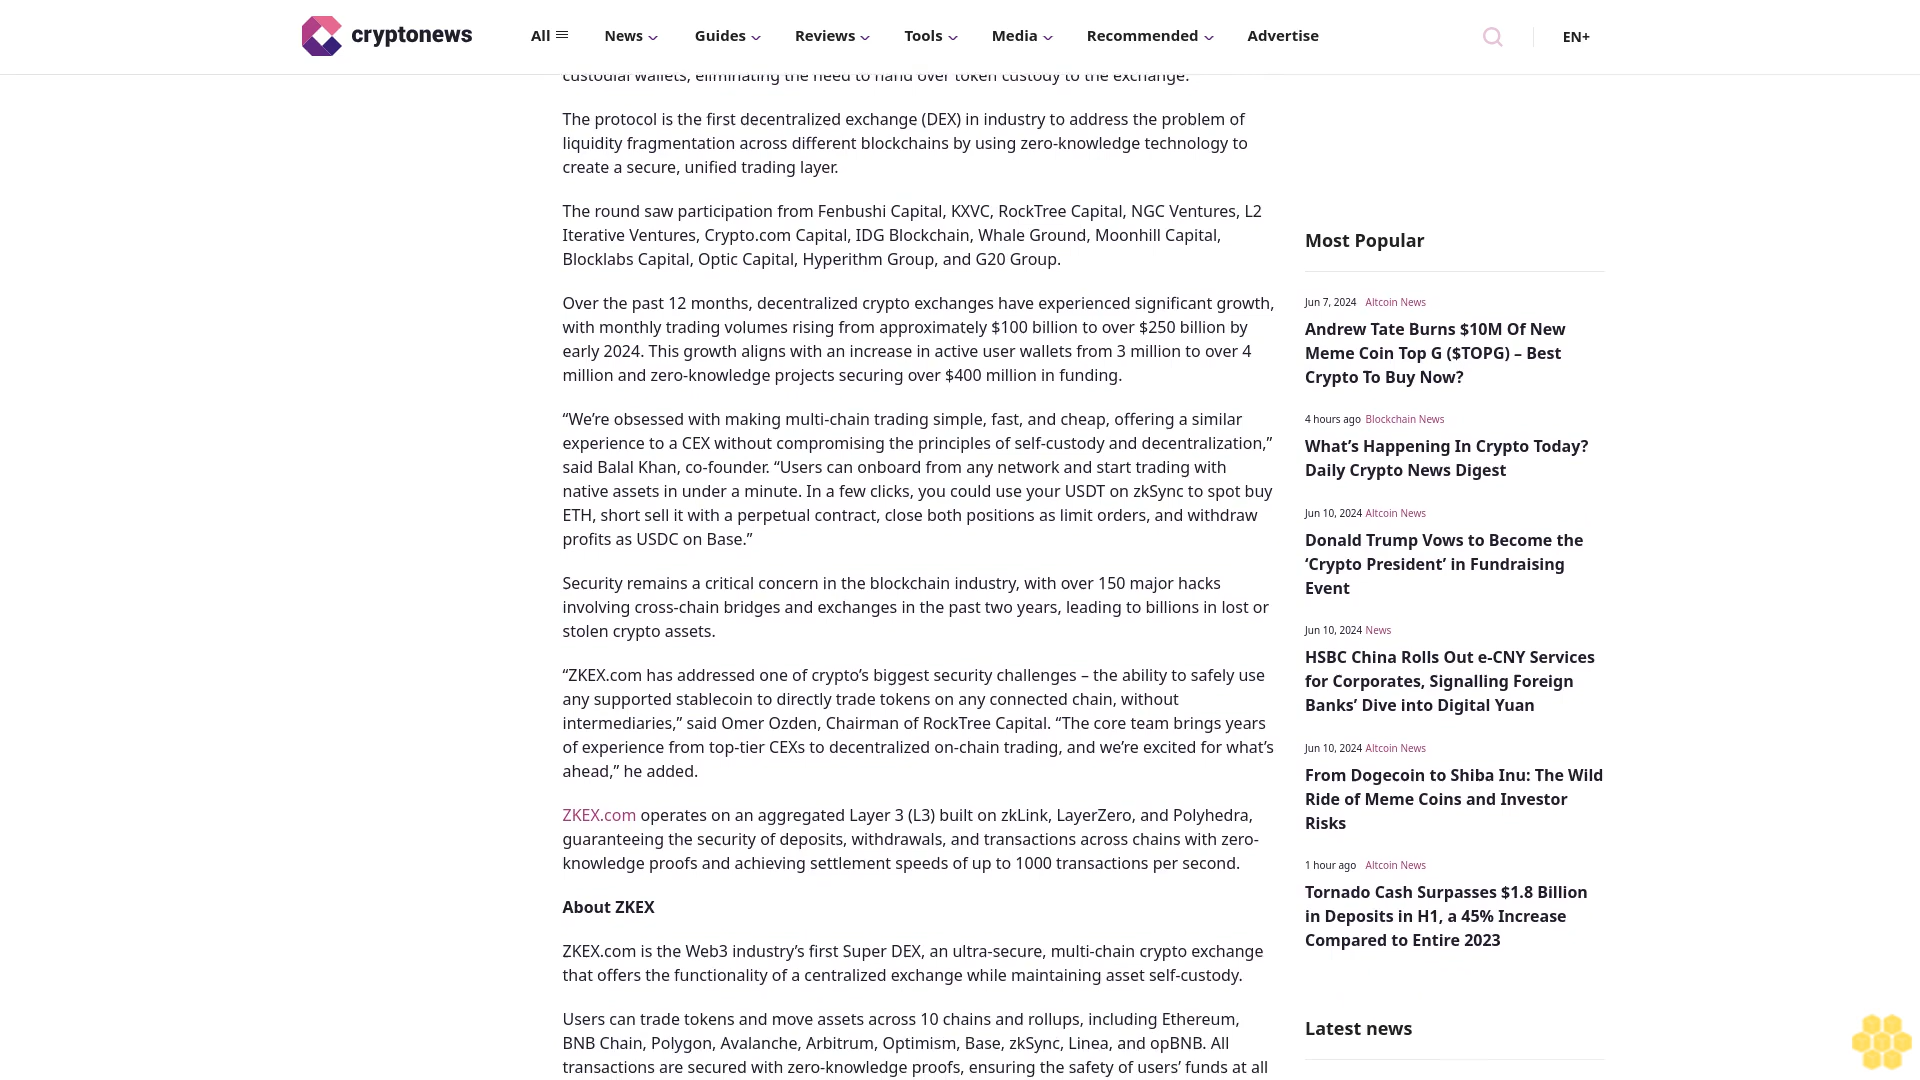 cryptonews
All
News
Guides
Reviews
Tools
Media
Recommended
Advertise
EN+
custodial wallets, eliminating the need to hand over token custody to the exchange.
The protocol is the first decentralized exchange (DEX) in industry to address the problem of
liquidity fragmentation across different blockchains by using zero-knowledge technology to
create a secure, unified trading layer.
The round saw participation from Fenbushi Capital, KXVC, RockTree Capital, NGC Ventures, L2
Iterative Ventures, Crypto.com Capital, IDG Blockchain, Whale Ground, Moonhill Capital,
Blocklabs Capital, Optic Capital, Hyperithm Group, and G20 Group.
Over the past 12 months, decentralized crypto exchanges have experienced significant growth,
with monthly trading volumes rising from approximately $100 billion to over $250 billion by
early 2024. This growth aligns with an increase in active user wallets from 3 million to over 4
million and zero-knowledge projects securing over $400 million in funding.
“We’re obsessed with making multi-chain trading simple, fast, and cheap, offering a similar
experience to a CEX without compromising the principles of self-custody and decentralization,”
said Balal Khan, co-founder. “Users can onboard from any network and start trading with
native assets in under a minute. In a few clicks, you could use your USDT on zkSync to spot buy
ETH, short sell it with a perpetual contract, close both positions as limit orders, and withdraw
profits as USDC on Base.”
Security remains a critical concern in the blockchain industry, with over 150 major hacks
involving cross-chain bridges and exchanges in the past two years, leading to billions in lost or
stolen crypto assets.
“ZKEX.com has addressed one of crypto’s biggest security challenges – the ability to safely use
any supported stablecoin to directly trade tokens on any connected chain, without
intermediaries,” said Omer Ozden, Chairman of RockTree Capital. “The core team brings years
of experience from top-tier CEXs to decentralized on-chain trading, and we’re excited for what’s
ahead,” he added.
ZKEX.com operates on an aggregated Layer 3 (L3) built on zkLink, LayerZero, and Polyhedra,
guaranteeing the security of deposits, withdrawals, and transactions across chains with zero-
knowledge proofs and achieving settlement speeds of up to 1000 transactions per second.
About ZKEX
ZKEX.com is the Web3 industry’s first Super DEX, an ultra-secure, multi-chain crypto exchange
that offers the functionality of a centralized exchange while maintaining asset self-custody.
Users can trade tokens and move assets across 10 chains and rollups, including Ethereum,
BNB Chain, Polygon, Avalanche, Arbitrum, Optimism, Base, zkSync, Linea, and opBNB. All
transactions are secured with zero-knowledge proofs, ensuring the safety of users’ funds at all
Most Popular
Jun 7, 2024 Altcoin News
Andrew Tate Burns $10M Of New
Meme Coin Top G ($TOPG) – Best
Crypto To Buy Now?
4 hours ago Blockchain News
What’s Happening In Crypto Today?
Daily Crypto News Digest
Jun 10, 2024 Altcoin News
Donald Trump Vows to Become the
‘Crypto President’ in Fundraising
Event
Jun 10, 2024 News
HSBC China Rolls Out e-CNY Services
for Corporates, Signalling Foreign
Banks’ Dive into Digital Yuan
Jun 10, 2024 Altcoin News
From Dogecoin to Shiba Inu: The Wild
Ride of Meme Coins and Investor
Risks
1 hour ago Altcoin News
Tornado Cash Surpasses $1.8 Billion
in Deposits in H1, a 45% Increase
Compared to Entire 2023
Latest news